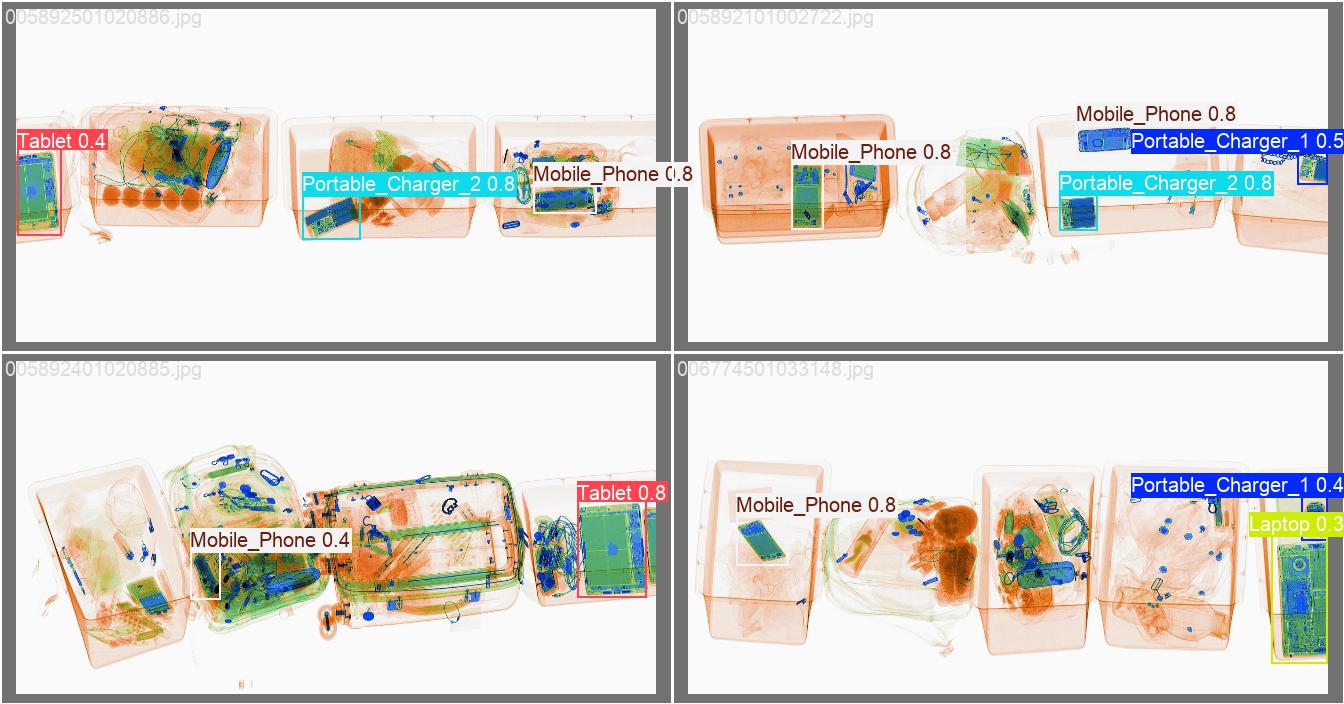 005892501020886.jpg
Tablet 0.4
Portable_Charger_2 0.8
Mobile_Phone 0.8
005892101002722.jpg
Mobile_Phone 0.8
Mobile_Phone 0.8
Portable_Charger_1 0.5
Portable_Charger_2 0.8
005892401020885.jpg
Mobile_Phone 0.4
Tablet 0.8
006774501033148.jpg
Mobile_Phone 0.8
Portable_Charger_1 0.4
Laptop 0.3